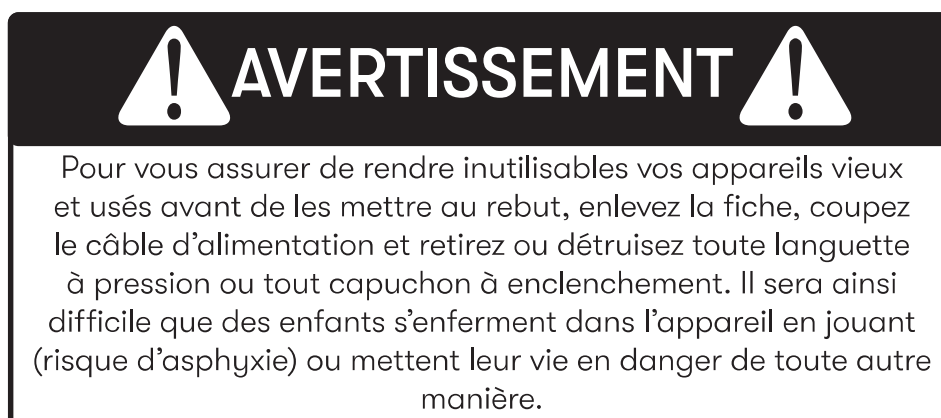 AVERTISSEMENT
Pour vous assurer de rendre inutilisables vos appareils vieux
et usés avant de les mettre au rebut, enlevez la fiche, coupez
le câble d'alimentation et retirez ou détruisez toute languette
à pression ou tout capuchon à enclenchement. Il sera ainsi
difficile que des enfants s'enferment dans l'appareil en jouant
(risque d'asphyxie) ou mettent leur vie en danger de toute autre
manière.